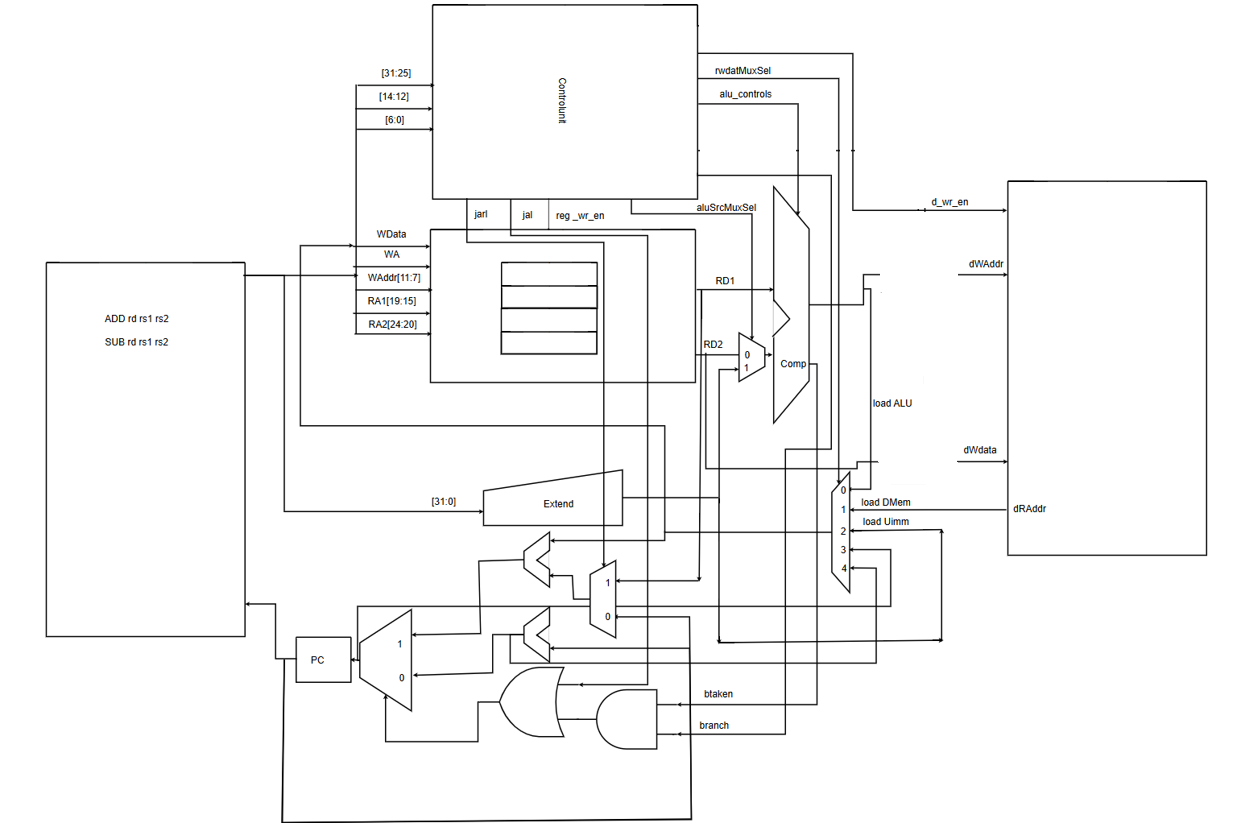 Controlunit
[31:25]
[14:12]
[6:0]
rwdatMuxSel
alu_controls
jarl
jal
reg _wr_en
aluSrcMuxSel
d_wr_en
WData
WA
WAddr[11:7]
RA1[19:15]
RA2[24:20]
RD1
RD2
0
1
Comp
dWAddr
ADD rd rs1 rs2
SUB rd rs1 rs2
load ALU
dWdata
[31:0]
Extend
0
1
2
3
4
load DMem
load Uimm
dRAddr
1
0
1
0
PC
btaken
branch